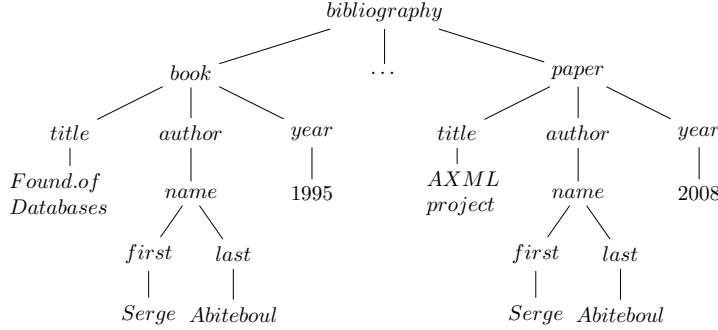 bibliography
book ... paper
title author year title author year
Found.of AXML
Databases name 1995 project name 2008
first last first last
Serge Abiteboul Serge Abiteboul